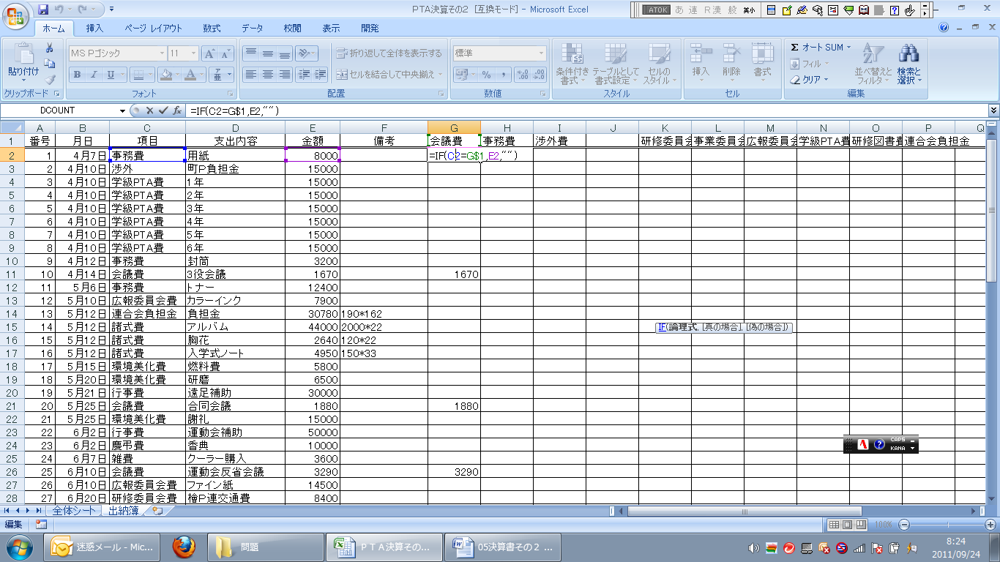 PTA決算その2 [互換モード] - Microsoft Excel
ATOK あ 連 R漢 般 英小
ホーム 挿入 ページ レイアウト 数式 データ 校閲 表示 開発
貼り付け
クリップボード
MS Pゴシック 11
B I U
フォント
折り返して全体を表示する
セルを結合して中央揃え
配置
標準
%
数値
条件付き書式 テーブルとして書式設定 セルのスタイル
スタイル
挿入 削除 書式
セル
Σ オート SUM
フィル
クリア
並べ替えとフィルタ 検索と選択
編集
DCOUNT =IF(C2=G$1,E2,"")
A B C D E F G H I J K L M N O P Q
1 番号 月日 項目 支出内容 金額 備考 会議費 事務費 渉外費 研修委員会 事業委員会 広報委員会 学級PTA費 研修図書費 連合会負担金
2 1 4月7日 事務費 用紙 8000 =IF(C2=G$1,E2,"")
3 2 4月10日 渉外 町P負担金 15000
4 3 4月10日 学級PTA費 1年 15000
5 4 4月10日 学級PTA費 2年 15000
6 5 4月10日 学級PTA費 3年 15000
7 6 4月10日 学級PTA費 4年 15000
8 7 4月10日 学級PTA費 5年 15000
9 8 4月10日 学級PTA費 6年 15000
10 9 4月12日 事務費 封筒 3200
11 10 4月14日 会議費 3役会議 1670 1670
12 11 5月6日 事務費 トナー 12400
13 12 5月10日 広報委員会費 カラーインク 7900
14 13 5月12日 連合会負担金 負担金 30780 190*162
15 14 5月12日 諸式費 アルバム 44000 2000*22
IF(論理式, [真の場合], [偽の場合])
16 15 5月12日 諸式費 胸花 2640 120*22
17 16 5月12日 諸式費 入学式ノート 4950 150*33
18 17 5月15日 環境美化費 燃料費 5800
19 18 5月20日 環境美化費 研磨 6500
20 19 5月21日 行事費 遠足補助 30000
21 20 5月25日 会議費 合同会議 1880 1880
22 21 5月25日 環境美化費 謝礼 15000
23 22 6月2日 行事費 運動会補助 50000
24 23 6月2日 慶弔費 香典 10000
25 24 6月7日 雑費 クーラー購入 3600
26 25 6月10日 会議費 運動会反省会議 3290 3290
27 26 6月10日 広報委員会費 ファイン紙 14500
28 27 6月20日 研修委員会費 檜P連交通費 8400
A ? CAPS KANA
全体シート 出納簿
編集 100%
迷惑メール - Mic... 問題 PTA決算その... 05決算書その2 ...
8:24
2011/09/24